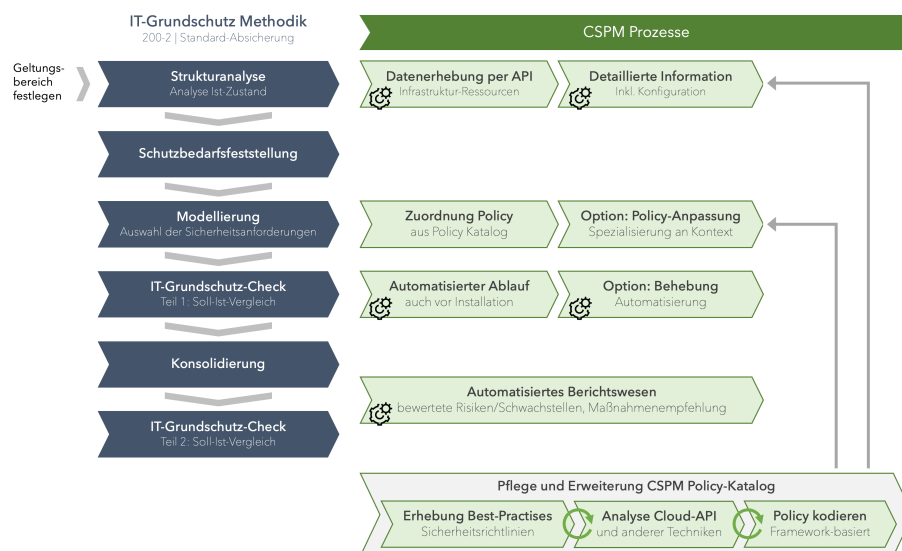 IT-Grundschutz Methodik
200-2 | Standard-Absicherung
CSPM Prozesse
Geltungs-
bereich
festlegen
Strukturanalyse
Analyse Ist-Zustand
Datenerhebung per API
Infrastruktur-Ressourcen
Detaillierte Information
Inkl. Konfiguration
Schutzbedarfsfeststellung
Modellierung
Auswahl der Sicherheitsanforderungen
Zuordnung Policy
aus Policy Katalog
Option: Policy-Anpassung
Spezialisierung an Kontext
IT-Grundschutz-Check
Teil 1: Soll-Ist-Vergleich
Automatisierter Ablauf
auch vor Installation
Option: Behebung
Automatisierung
Konsolidierung
Automatisiertes Berichtswesen
bewertete Risiken/Schwachstellen, Maßnahmenempfehlung
IT-Grundschutz-Check
Teil 2: Soll-Ist-Vergleich
Pflege und Erweiterung CSPM Policy-Katalog
Erhebung Best-Practises
Sicherheitsrichtlinien
Analyse Cloud-API
und anderer Techniken
Policy kodieren
Framework-basiert